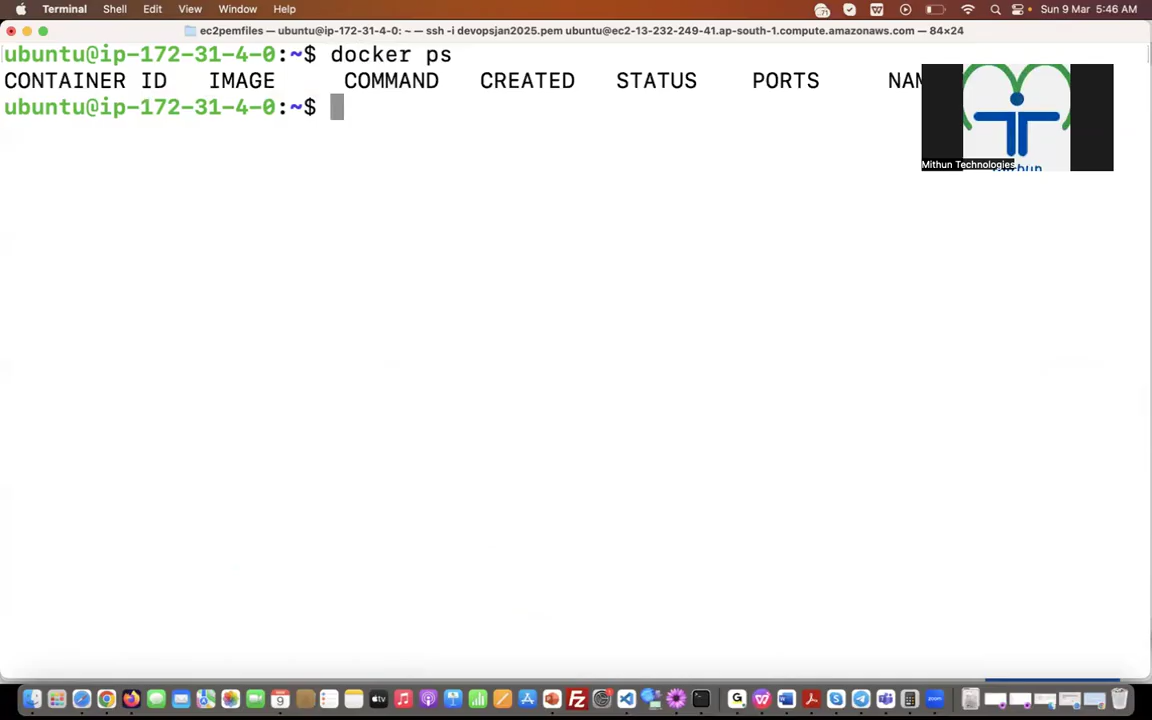 Terminal Shell Edit View Window Help Sun 9 Mar 5:46 AM
ec2pemfiles — ubuntu@ip-172-31-4-0: ~ — ssh -i devopsjan2025.pem ubuntu@ec2-13-232-249-41.ap-south-1.compute.amazonaws.com — 84×24
ubuntu@ip-172-31-4-0:~$ docker ps
CONTAINER ID IMAGE COMMAND CREATED STATUS PORTS
ubuntu@ip-172-31-4-0:~$
Mithun Technologies